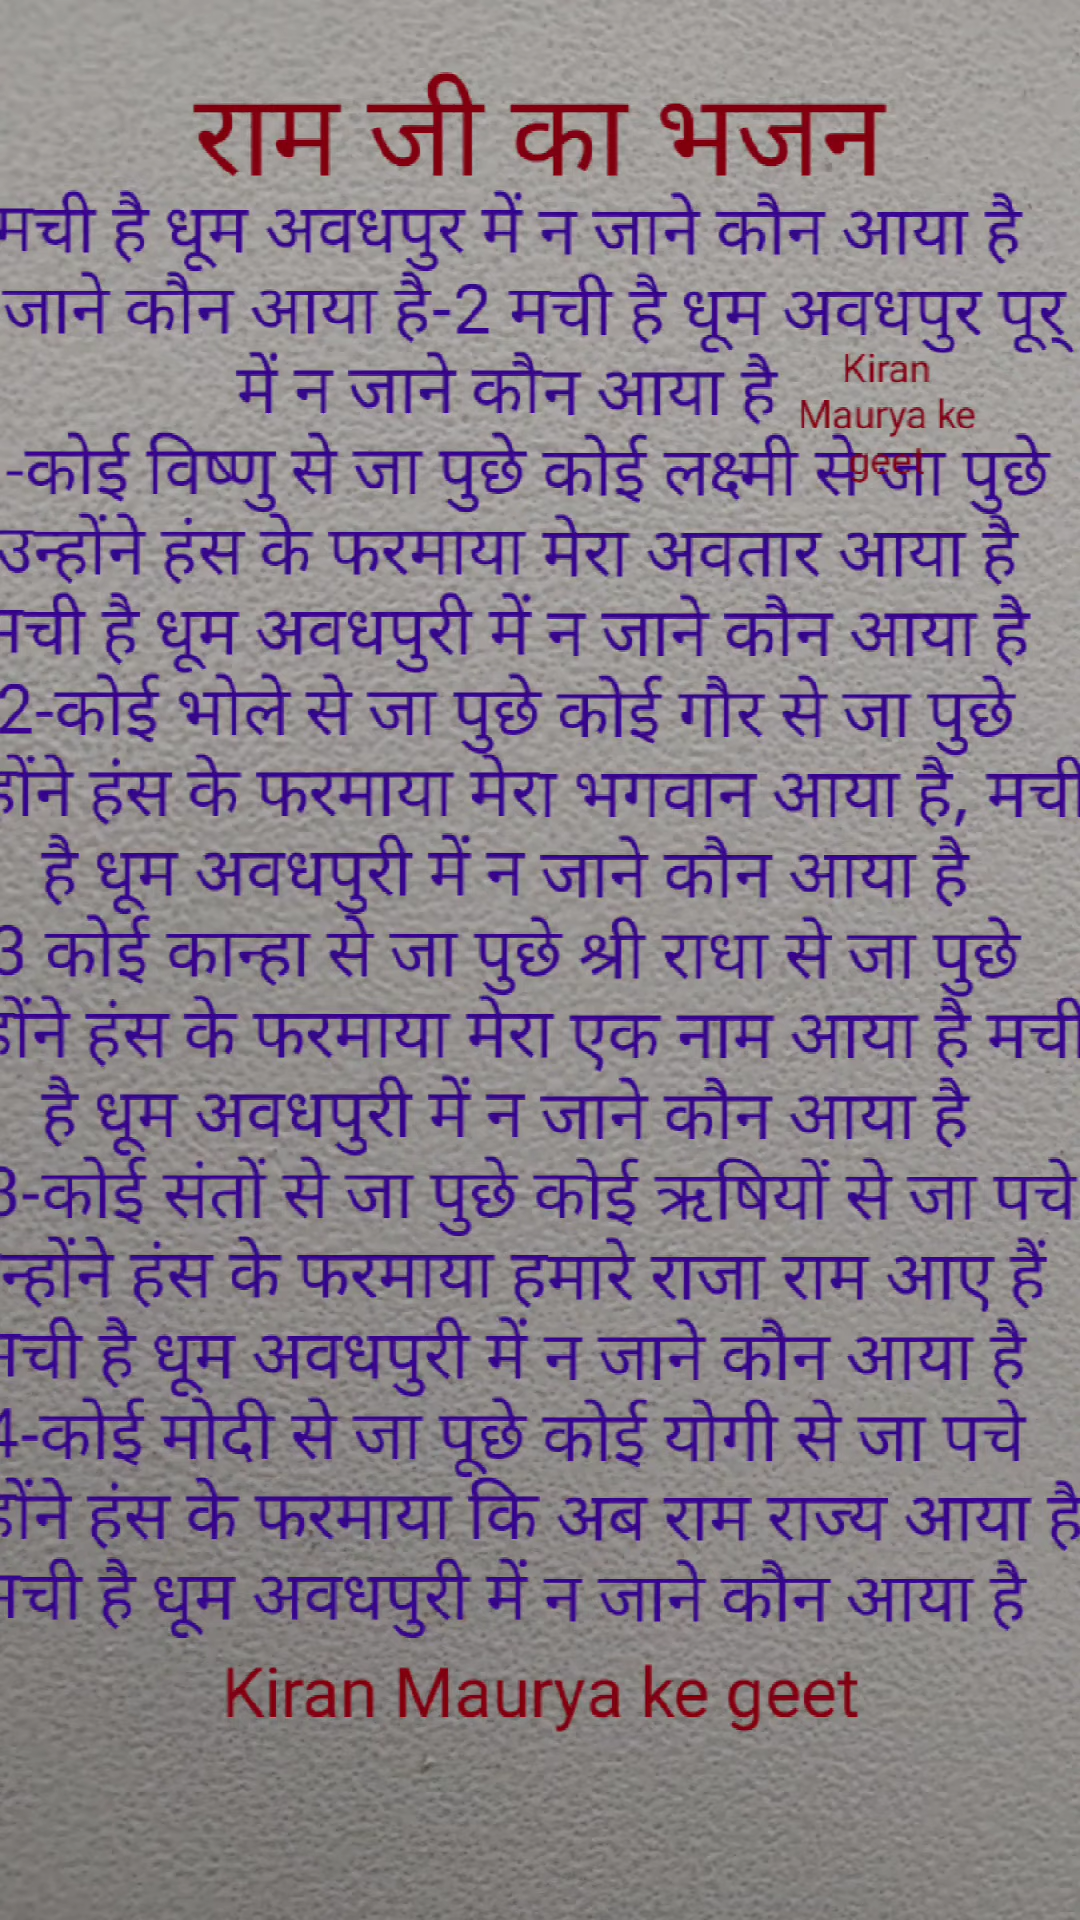 राम जी का भजन
मची है धूम अवधपुर में न जाने कौन आया है
जाने कौन आया है-2 मची है धूम अवधपुर पूर्
में न जाने कौन आया है
Kiran
Maurya ke
geet
-कोई विष्णु से जा पुछे कोई लक्ष्मी से जा पुछे
उन्होंने हंस के फरमाया मेरा अवतार आया है
मची है धूम अवधपुरी में न जाने कौन आया है
2-कोई भोले से जा पुछे कोई गौर से जा पुछे
होंने हंस के फरमाया मेरा भगवान आया है, मची
है धूम अवधपुरी में न जाने कौन आया है
3 कोई कान्हा से जा पुछे श्री राधा से जा पुछे
होंने हंस के फरमाया मेरा एक नाम आया है मची
है धूम अवधपुरी में न जाने कौन आया है
3-कोई संतों से जा पुछे कोई ऋषियों से जा पचे
न्होंने हंस के फरमाया हमारे राजा राम आए हैं
मची है धूम अवधपुरी में न जाने कौन आया है
4-कोई मोदी से जा पूछे कोई योगी से जा पचे
होंने हंस के फरमाया कि अब राम राज्य आया है
मची है धूम अवधपुरी में न जाने कौन आया है
Kiran Maurya ke geet